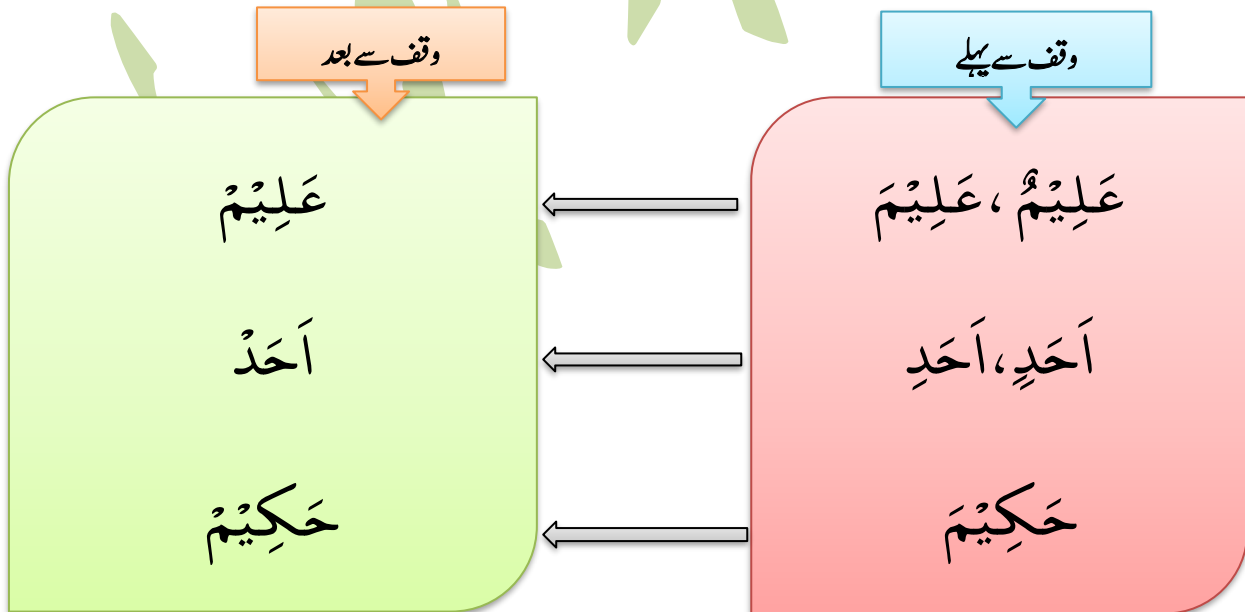 وقف سے پہلے
وقف سے بعد
عَلِيْمٌ ،عَلِيْمَ
عَلِيْمْ
اَحَدٍ،اَحَدِ
اَحَدْ
حَكِيْمَ
حَكِيْمْ